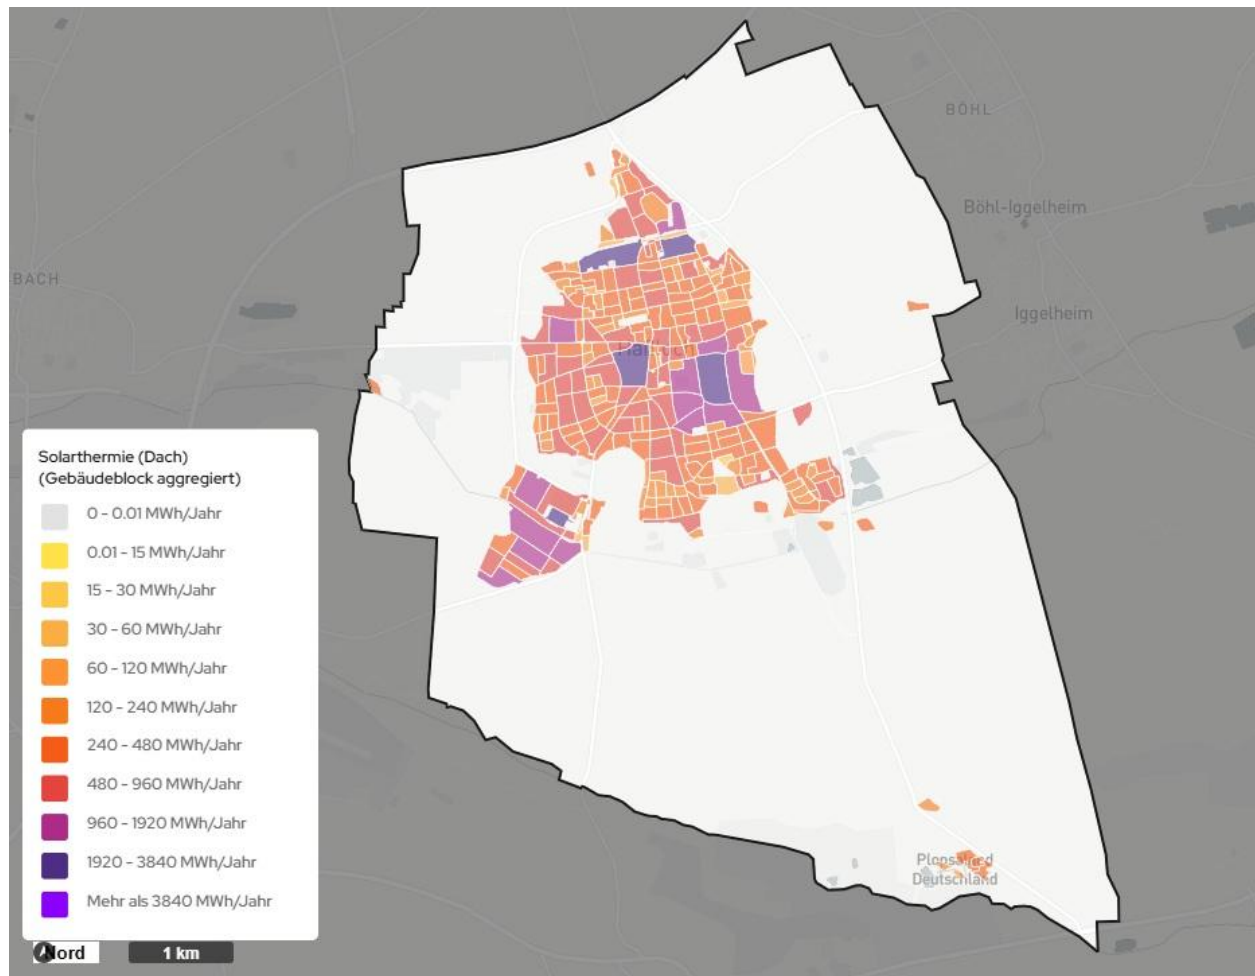 BÖHL
Böhl-Iggelheim
BACH
Iggelheim
Haßloch
Solarthermie (Dach)
(Gebäudeblock aggregiert)
0 - 0.01 MWh/Jahr
0.01 - 15 MWh/Jahr
15 - 30 MWh/Jahr
30 - 60 MWh/Jahr
60 - 120 MWh/Jahr
120 - 240 MWh/Jahr
240 - 480 MWh/Jahr
480 - 960 MWh/Jahr
960 - 1920 MWh/Jahr
1920 - 3840 MWh/Jahr
Mehr als 3840 MWh/Jahr
Plopsaland
Deutschland
Nord
1 km